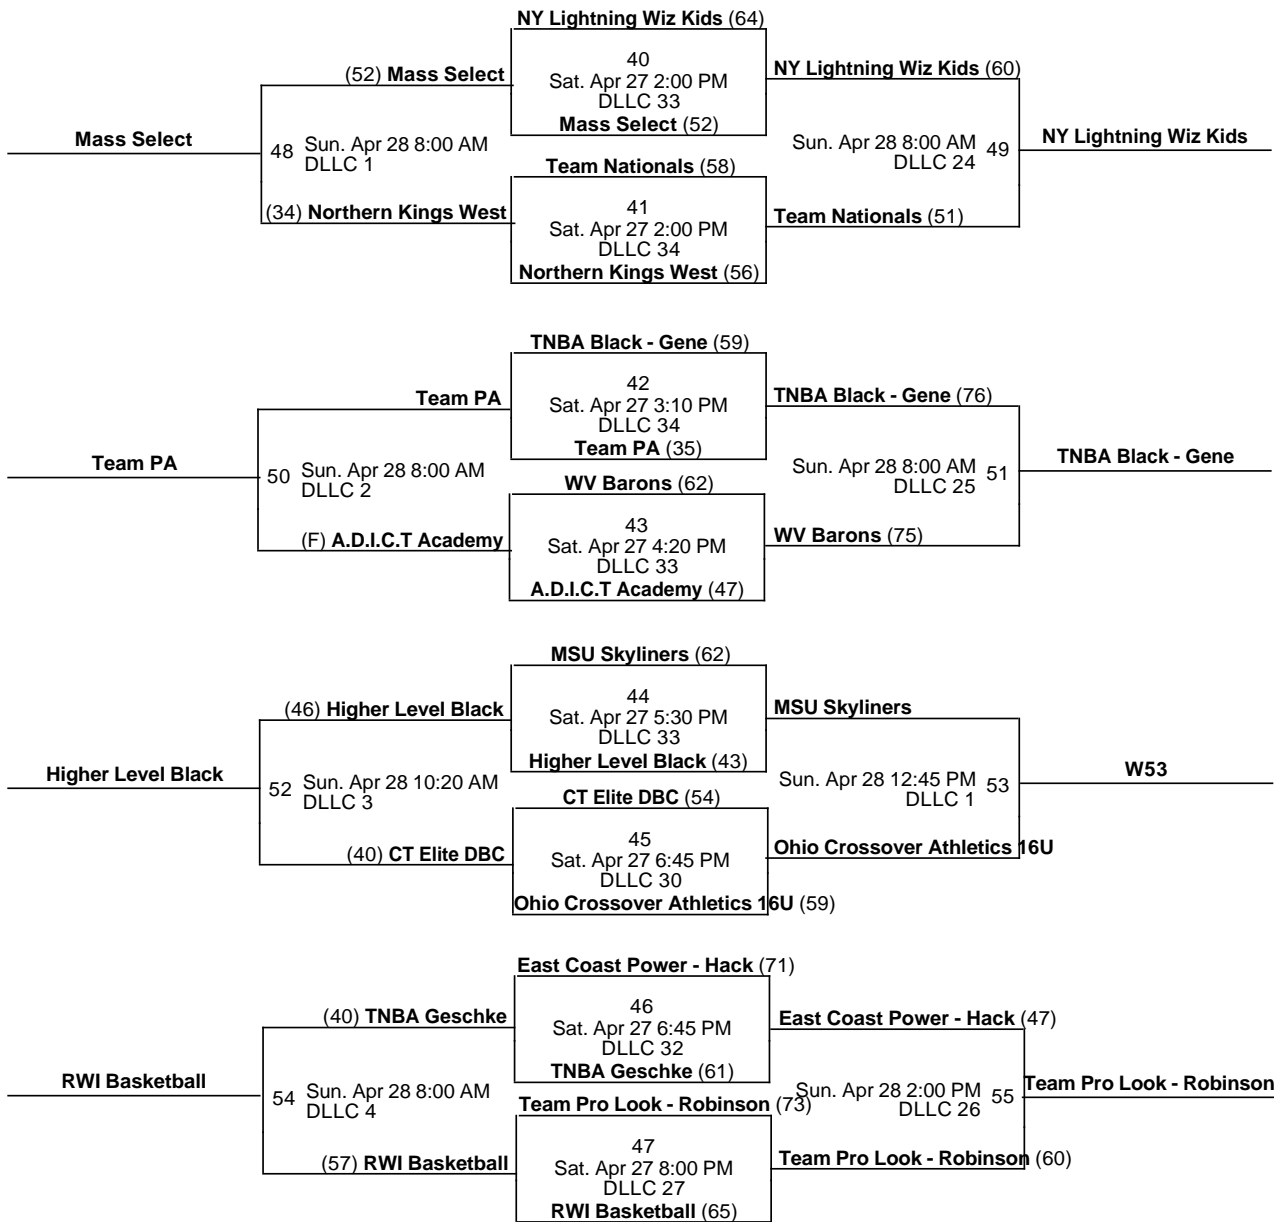 NY Lightning Wiz Kids (64)
40
Sat. Apr 27 2:00 PM
DLLC 33
(52) Mass Select
NY Lightning Wiz Kids (60)
Mass Select (52)
Mass Select
48 Sun. Apr 28 8:00 AM
DLLC 1
Sun. Apr 28 8:00 AM 49
DLLC 24
NY Lightning Wiz Kids
Team Nationals (58)
41
Sat. Apr 27 2:00 PM
DLLC 34
(34) Northern Kings West
Team Nationals (51)
Northern Kings West (56)
TNBA Black - Gene (59)
42
Sat. Apr 27 3:10 PM
DLLC 34
Team PA
TNBA Black - Gene (76)
Team PA (35)
Team PA
50 Sun. Apr 28 8:00 AM
DLLC 2
Sun. Apr 28 8:00 AM 51
DLLC 25
TNBA Black - Gene
WV Barons (62)
43
Sat. Apr 27 4:20 PM
DLLC 33
(F) A.D.I.C.T Academy
WV Barons (75)
A.D.I.C.T Academy (47)
MSU Skyliners (62)
44
Sat. Apr 27 5:30 PM
DLLC 33
(46) Higher Level Black
MSU Skyliners
Higher Level Black (43)
Higher Level Black
52 Sun. Apr 28 10:20 AM
DLLC 3
Sun. Apr 28 12:45 PM 53
DLLC 1
W53
CT Elite DBC (54)
45
Sat. Apr 27 6:45 PM
DLLC 30
(40) CT Elite DBC
Ohio Crossover Athletics 16U
Ohio Crossover Athletics 16U (59)
East Coast Power - Hack (71)
46
Sat. Apr 27 6:45 PM
DLLC 32
(40) TNBA Geschke
East Coast Power - Hack (47)
TNBA Geschke (61)
RWI Basketball
54 Sun. Apr 28 8:00 AM
DLLC 4
Sun. Apr 28 2:00 PM 55
DLLC 26
Team Pro Look - Robinson
Team Pro Look - Robinson (73)
47
Sat. Apr 27 8:00 PM
DLLC 27
(57) RWI Basketball
Team Pro Look - Robinson (60)
RWI Basketball (65)